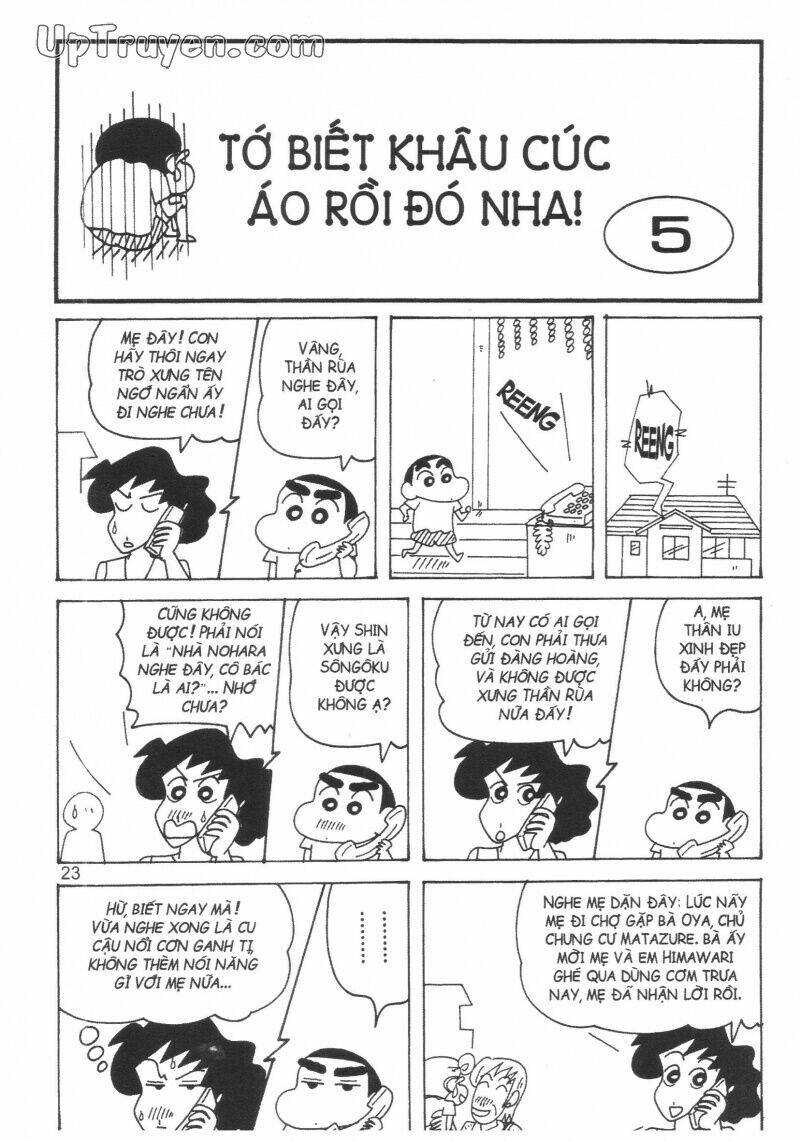 UpTruyen.com
TỚ BIẾT KHÂU CÚC
ÁO RỒI ĐÓ NHA!
5
REENG
REENG
VÂNG,
THẦN RÙA
NGHE ĐÂY,
AI GỌI
ĐẤY?
MẸ ĐÂY! CON
HÃY THÔI NGAY
TRÒ XƯNG TÊN
NGỚ NGẨN ẤY
ĐI NGHE CHƯA!
A, MẸ
THÂN IU
XINH ĐẸP
ĐẤY PHẢI
KHÔNG?
TỪ NAY CÓ AI GỌI
ĐẾN, CON PHẢI THƯA
GỬI ĐÀNG HOÀNG,
VÀ KHÔNG ĐƯỢC
XƯNG THẦN RÙA
NỮA ĐẤY!
VẬY SHIN
XƯNG LÀ
SÔNGÔKU
ĐƯỢC
KHÔNG Ạ?
CŨNG KHÔNG
ĐƯỢC! PHẢI NÓI
LÀ "NHÀ NOHARA
NGHE ĐÂY, CÔ BÁC
LÀ AI?"... NHỚ
CHƯA?
23
NGHE MẸ DẶN ĐÂY: LÚC NÃY
MẸ ĐI CHỢ GẶP BÀ OYA, CHỦ
CHUNG CƯ MATAZURE. BÀ ẤY
MỜI MẸ VÀ EM HIMAWARI
GHÉ QUA DÙNG CƠM TRƯA
NAY, MẸ ĐÃ NHẬN LỜI RỒI.
.........
.........
HỪ, BIẾT NGAY MÀ!
VỪA NGHE XONG LÀ CU
CẬU NỔI CƠN GANH TỊ,
KHÔNG THÈM NÓI NĂNG
GÌ VỚI MẸ NỮA...